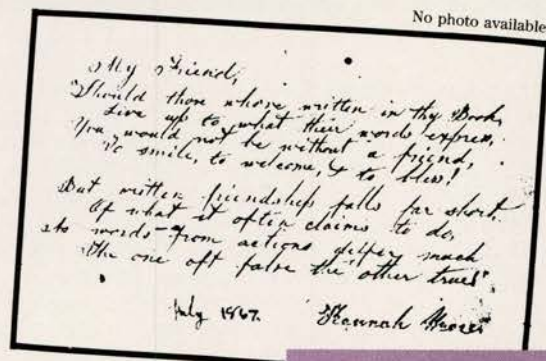 No photo available
My Friend,
"Should those whose written in thy Book,
Live up to what their words express,
You would not be without a friend,
To smile, to welcome, & to bless!
But written friendship falls far short
Of what it often claims to do,
As words from actions differ much
The one oft false the other true".
July 1867. Hannah